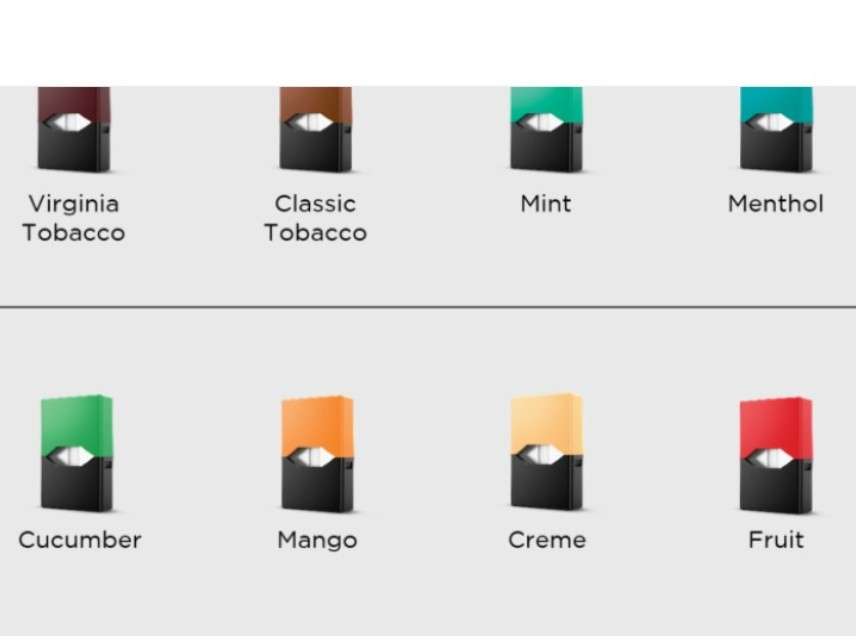 Virginia
Tobacco
Classic
Tobacco
Mint
Menthol
Cucumber
Mango
Creme
Fruit